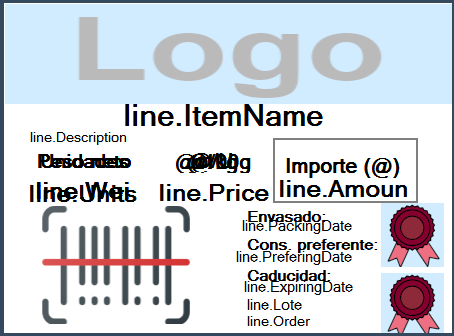 Logo
line.ItemName
line.Description
Importe (@)
line.Price
line.Amoun
Envasado:
line.PackingDate
Cons. preferente:
line.PreferingDate
Caducidad:
line.ExpiringDate
line.Lote
line.Order